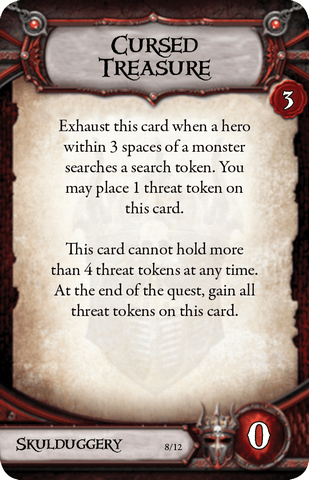 Cursed
Treasure
3
Exhaust this card when a hero
within 3 spaces of a monster
searches a search token. You
may place 1 threat token on
this card.
This card cannot hold more
than 4 threat tokens at any time.
At the end of the quest, gain all
threat tokens on this card.
Skulduggery
8/12
0